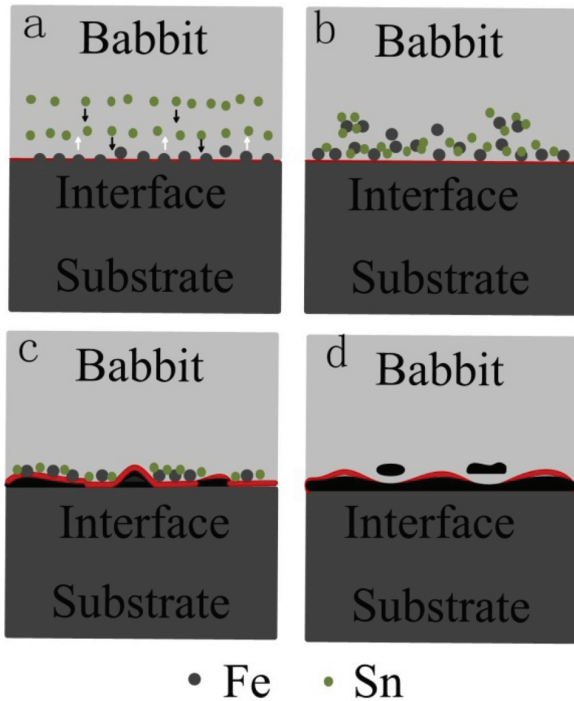 a
Babbit
Interface
Substrate
b
Babbit
Interface
Substrate
c
Babbit
Interface
Substrate
d
Babbit
Interface
Substrate
Fe
Sn